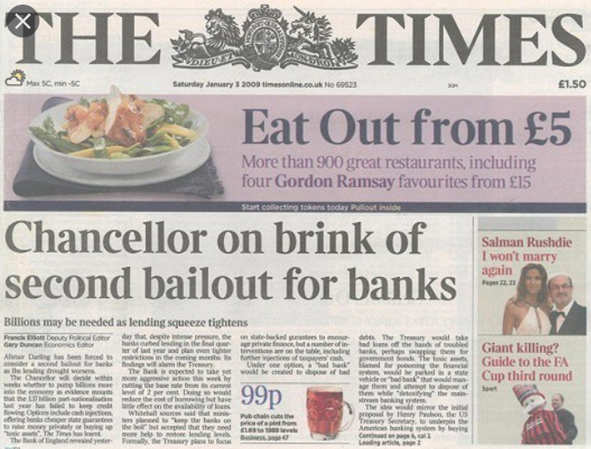 THE TIMES
DIEU ET MON DROIT
Max 5C, min -5C
Saturday January 3 2009 timesonline.co.uk No 69523
£1.50
Eat Out from £5
More than 900 great restaurants, including
four Gordon Ramsay favourites from £15
Start collecting tokens today Pullout inside
Chancellor on brink of
second bailout for banks
Billions may be needed as lending squeeze tightens
Francis Elliott Deputy Political Editor
Gary Duncan Economics Editor
Alistair Darling has been forced to
consider a second bailout for banks
as the lending drought worsens.
The Chancellor will decide within
weeks whether to pump billions more
into the economy as evidence mounts
that the £37 billion part-nationalisation
last year has failed to keep credit
flowing. Options include cash injections,
offering banks cheaper state guarantees
to raise money privately or buying up
"toxic assets", The Times has learnt.
The Bank of England revealed yester-
day that, despite intense pressure, the
banks curbed lending in the final quar-
ter of last year and plan even tighter
restrictions in the coming months. Its
findings will alarm the Treasury.
The Bank is expected to take yet
more aggressive action this week by
cutting the base rate from its current
level of 2 per cent. Doing so would
reduce the cost of borrowing but have
little effect on the availability of loans.
Whitehall sources said that minis-
ters planned to "keep the banks on
the boil" but accepted that they need
more help to restore lending levels.
Formally, the Treasury plans to focus
on state-backed guarantees to encour-
age private finance, but a number of in-
terventions are on the table, including
further injections of taxpayers' cash.
Under one option, a "bad bank"
would be created to dispose of bad
debts. The Treasury would take
bad loans off the hands of troubled
banks, perhaps swapping them for
government bonds. The toxic assets,
blamed for poisoning the financial
system, would be parked in a state
vehicle or "bad bank" that would man-
age them and attempt to dispose of
them while "detoxifying" the main-
stream banking system.
The idea would mirror the initial
proposal by Henry Paulson, the US
Treasury Secretary, to underpin the
American banking system by buying
Continued on page 6, col 1
Leading article, page 2
99p
Pub chain cuts the
price of a pint from
£1.69 to 1989 levels
Business, page 47
Salman Rushdie
I won't marry
again
Pages 22, 23
Giant killing?
Guide to the FA
Cup third round
Sport